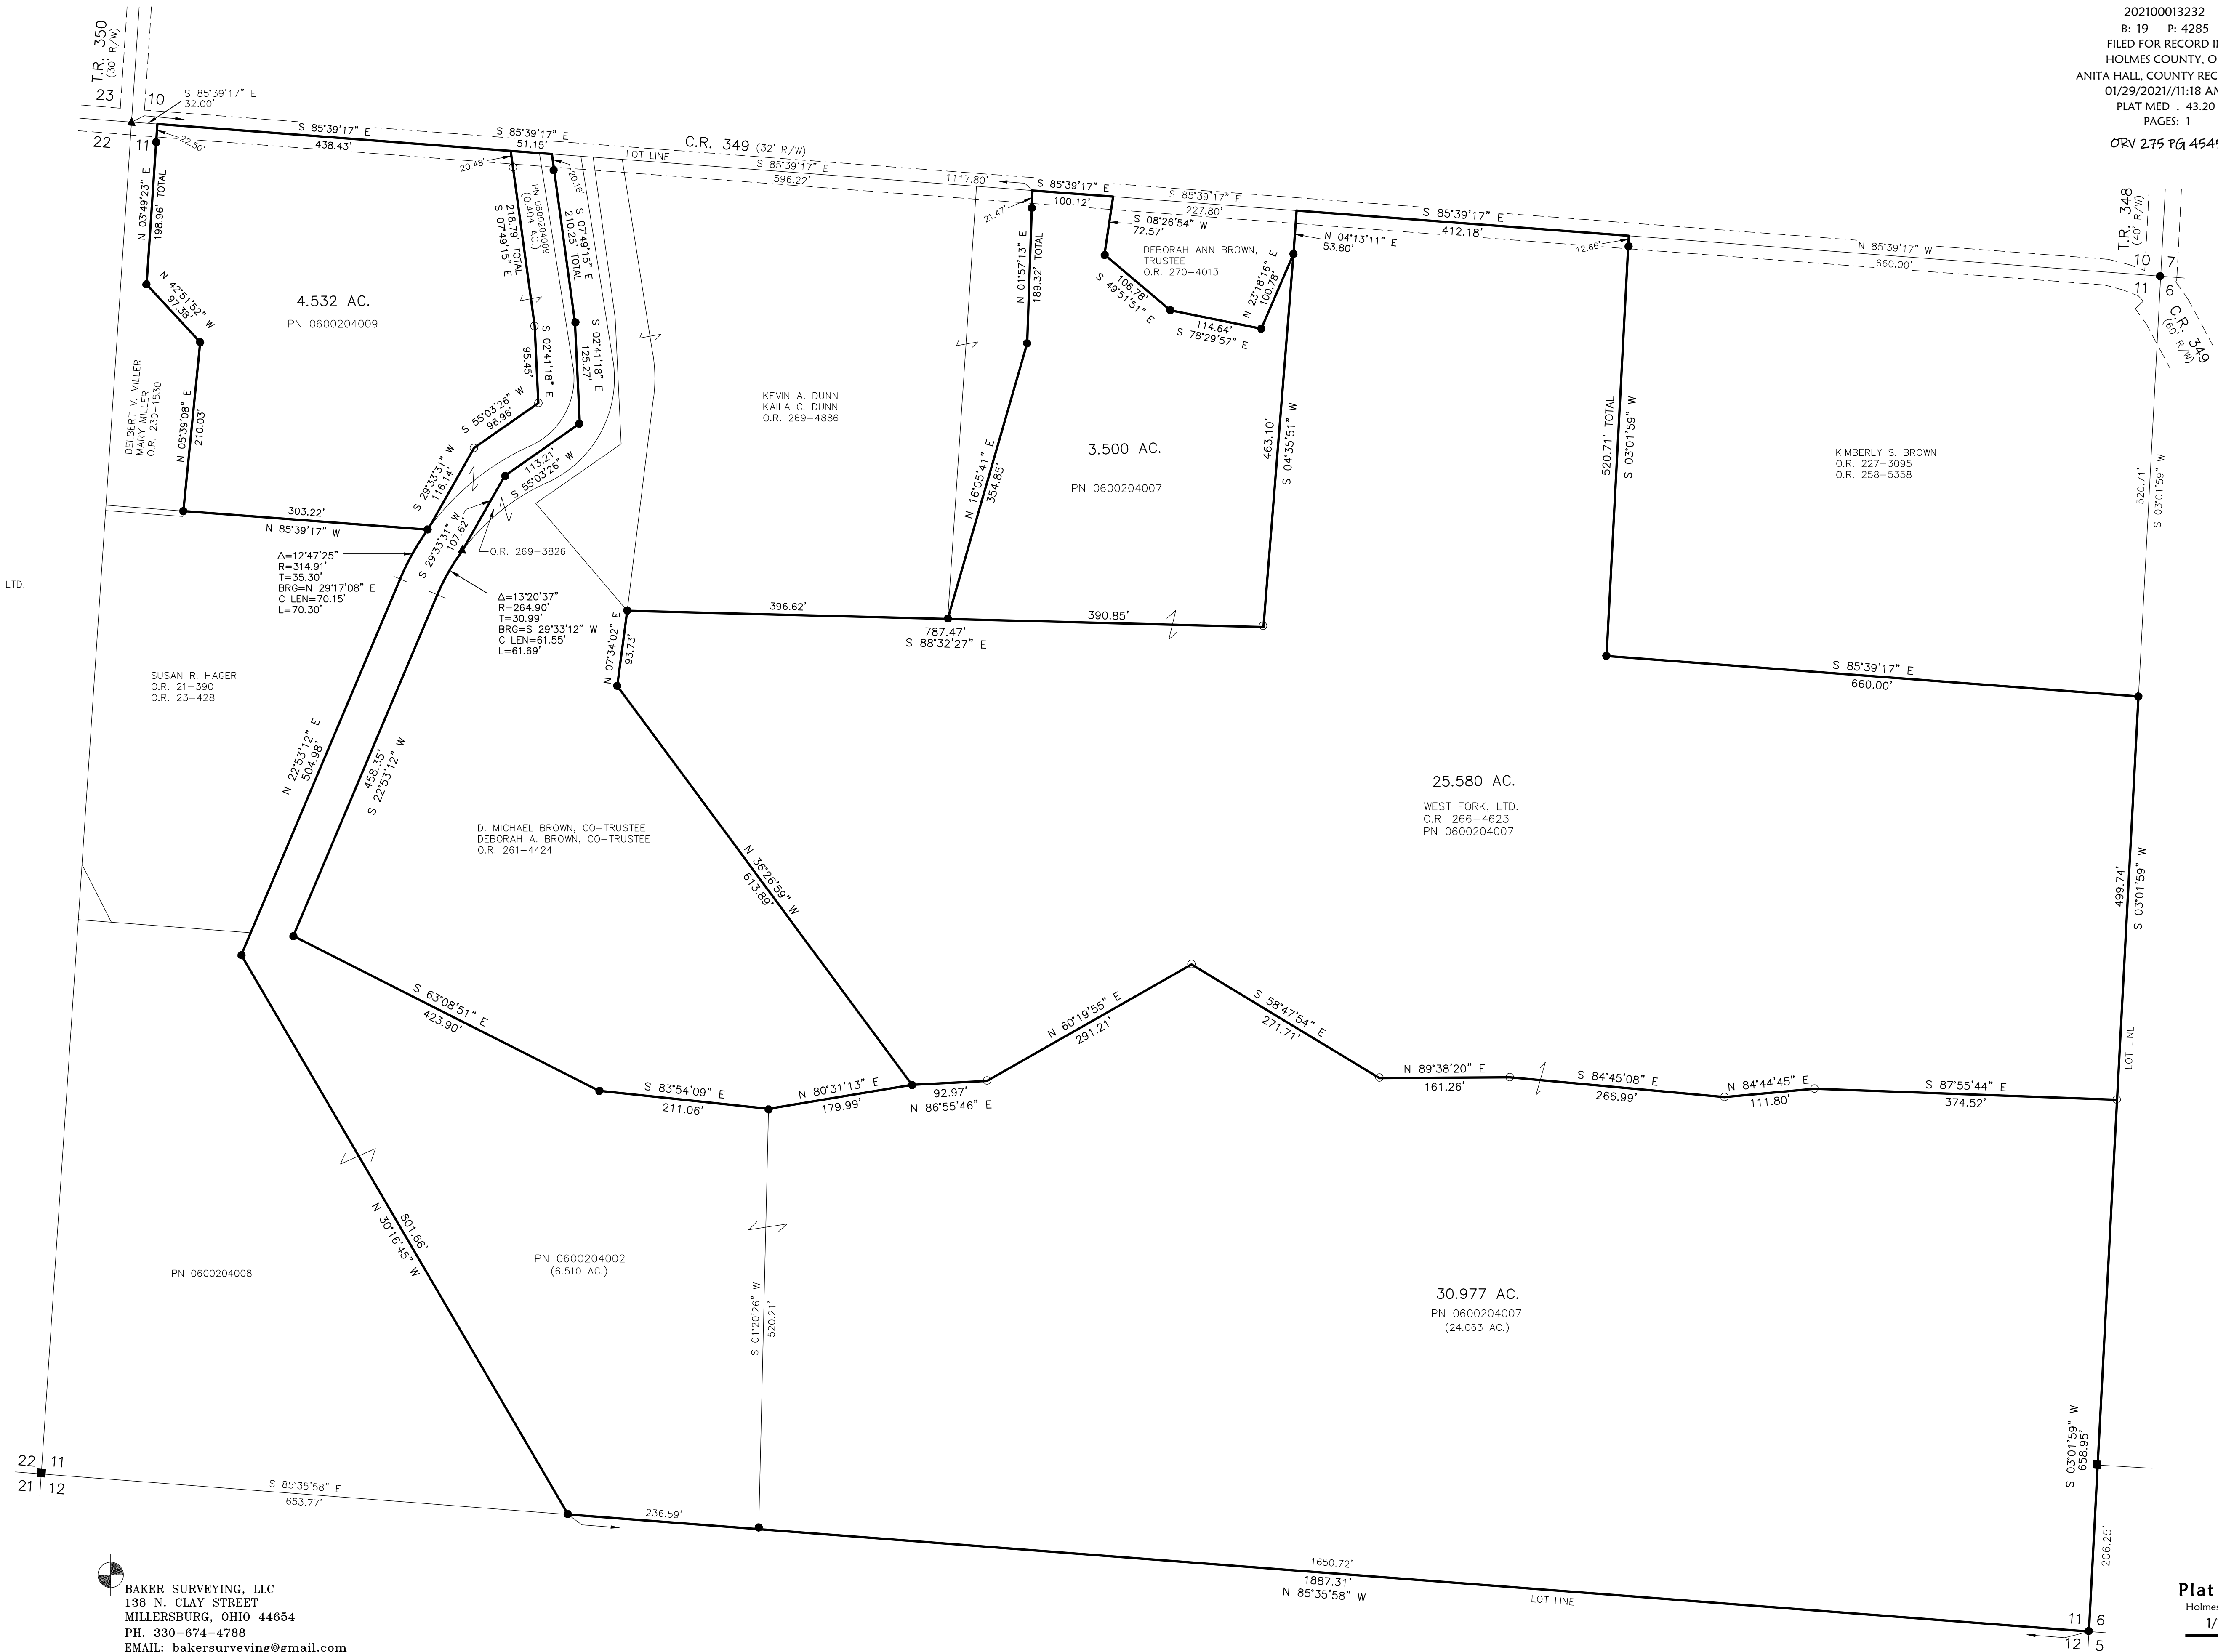 202100013232
B: 19 P: 4285
FILED FOR RECORD IN
HOLMES COUNTY, O
ANITA HALL, COUNTY REC
01/29/2021//11:18 AM
PLAT MED . 43.20
PAGES: 1
ORV 275 PG 4545
T.R. 350
(30' R/W)
23
10
22
11
S 85°39'17" E
32.00'
22.50'
S 85°39'17" E
438.43'
S 85°39'17" E
51.15'
20.48'
20.16'
LOT LINE
C.R. 349 (32' R/W)
S 85°39'17" E
596.22'
1117.80'
S 85°39'17" E
100.12'
21.47'
S 85°39'17" E
227.80'
S 85°39'17" E
412.18'
12.66'
N 85°39'17" W
660.00'
T.R. 348
(40' R/W)
10
7
11
6
C.R. 349
(60' R/W)
N 03°49'23" E
198.96' TOTAL
N 42°51'52" W
97.38'
4.532 AC.
PN 0600204009
DELBERT V. MILLER
MARY MILLER
O.R. 230-1530
N 05°39'08" E
210.03'
303.22'
N 85°39'17" W
218.79' TOTAL
S 07°49'15" E
PN 0600204009
(0.404 AC.)
S 07°49'15" E
210.25' TOTAL
S 02°41'18" E
95.45'
S 02°41'18" E
125.27'
S 55°03'26" W
96.96'
S 29°33'31" W
116.14'
113.21'
S 55°03'26" W
S 29°33'31" W
107.62'
O.R. 269-3826
Δ=12°47'25"
R=314.91'
T=35.30'
BRG=N 29°17'08" E
C LEN=70.15'
L=70.30'
Δ=13°20'37"
R=264.90'
T=30.99'
BRG=S 29°33'12" W
C LEN=61.55'
L=61.69'
KEVIN A. DUNN
KAILA C. DUNN
O.R. 269-4886
N 01°57'13" E
189.32' TOTAL
N 16°05'41" E
354.85'
3.500 AC.
PN 0600204007
S 08°26'54" W
72.57'
DEBORAH ANN BROWN,
TRUSTEE
O.R. 270-4013
106.78'
S 49°51'51" E
114.64'
S 78°29'57" E
N 23°18'16" E
100.78'
N 04°13'11" E
53.80'
463.10'
S 04°35'51" W
520.71' TOTAL
S 03°01'59" W
KIMBERLY S. BROWN
O.R. 227-3095
O.R. 258-5358
520.71'
S 03°01'59" W
LTD.
N 07°34'02" E
93.73'
396.62'
390.85'
787.47'
S 88°32'27" E
S 85°39'17" E
660.00'
SUSAN R. HAGER
O.R. 21-390
O.R. 23-428
N 22°53'12" E
504.98'
458.35'
S 22°53'12" W
D. MICHAEL BROWN, CO-TRUSTEE
DEBORAH A. BROWN, CO-TRUSTEE
O.R. 261-4424
N 36°26'59" W
613.89'
25.580 AC.
WEST FORK, LTD.
O.R. 266-4623
PN 0600204007
499.74'
S 03°01'59" W
S 63°08'51" E
423.90'
S 83°54'09" E
211.06'
N 80°31'13" E
179.99'
92.97'
N 86°55'46" E
N 60°19'55" E
291.21'
S 58°47'54" E
271.71'
N 89°38'20" E
161.26'
S 84°45'08" E
266.99'
N 84°44'45" E
111.80'
S 87°55'44" E
374.52'
LOT LINE
801.66'
N 30°16'45" W
PN 0600204008
PN 0600204002
(6.510 AC.)
S 01°20'26" W
520.21'
30.977 AC.
PN 0600204007
(24.063 AC.)
S 03°01'59" W
658.95'
206.25'
22
11
21
12
S 85°35'58" E
653.77'
236.59'
1650.72'
1887.31'
N 85°35'58" W
LOT LINE
11
6
12
5
BAKER SURVEYING, LLC
138 N. CLAY STREET
MILLERSBURG, OHIO 44654
PH. 330-674-4788
EMAIL: bakersurveying@gmail.com
Plat
Holmes
1/